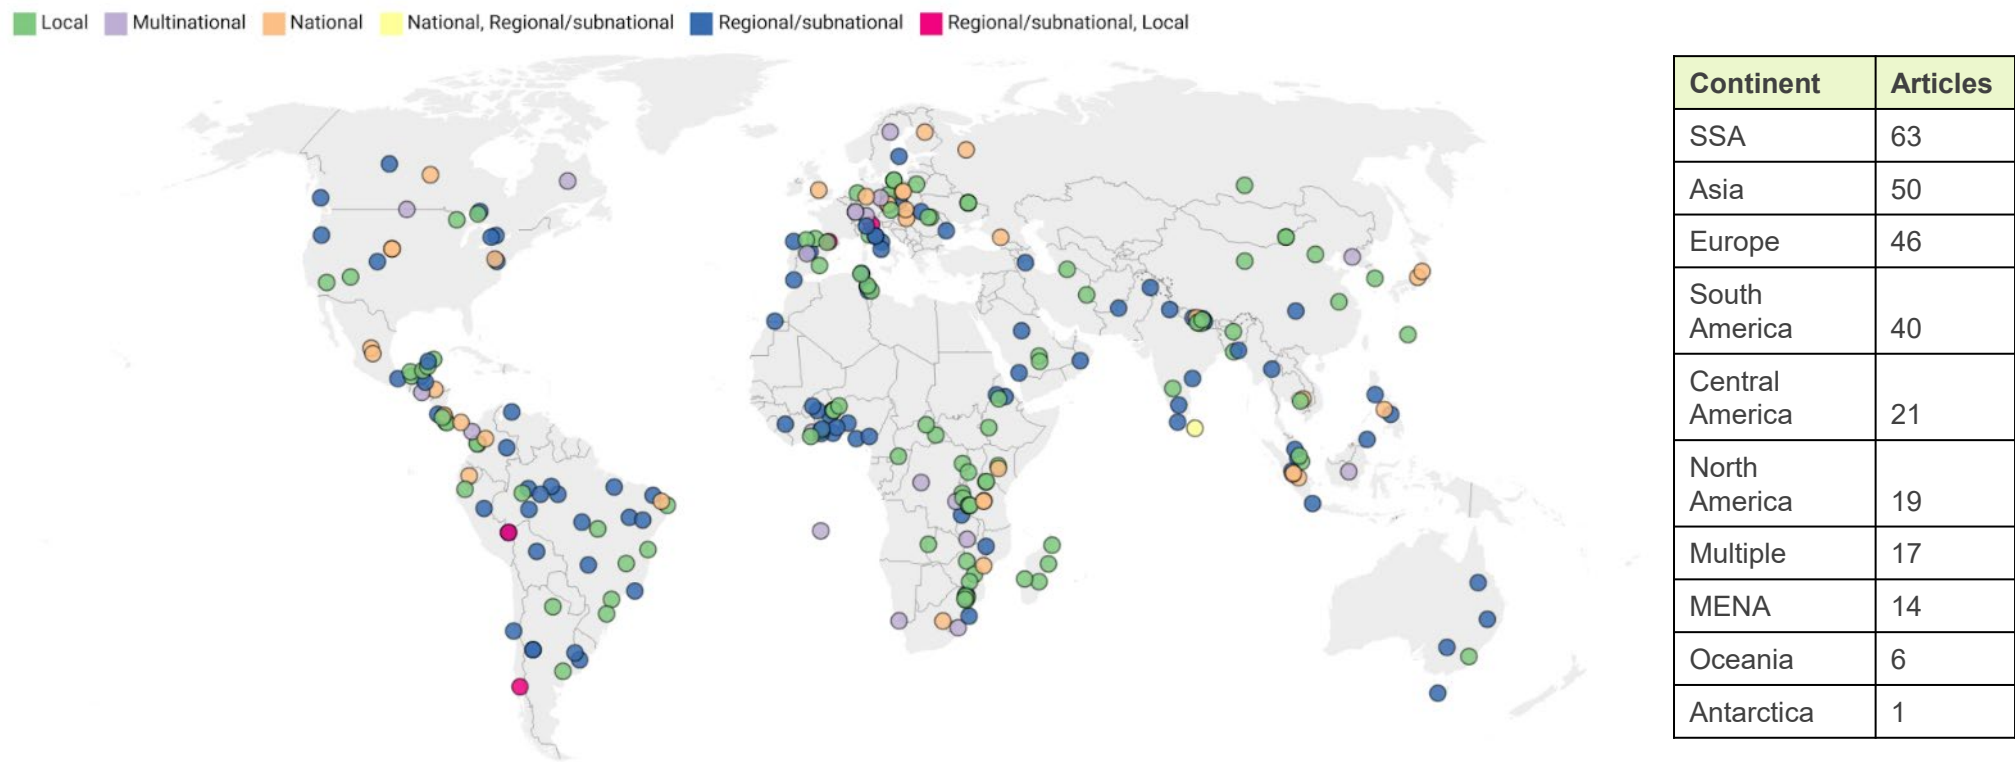 Local Multinational National National, Regional/subnational Regional/subnational Regional/subnational, Local
Continent Articles
SSA 63
Asia 50
Europe 46
South
America 40
Central
America 21
North
America 19
Multiple 17
MENA 14
Oceania 6
Antarctica 1